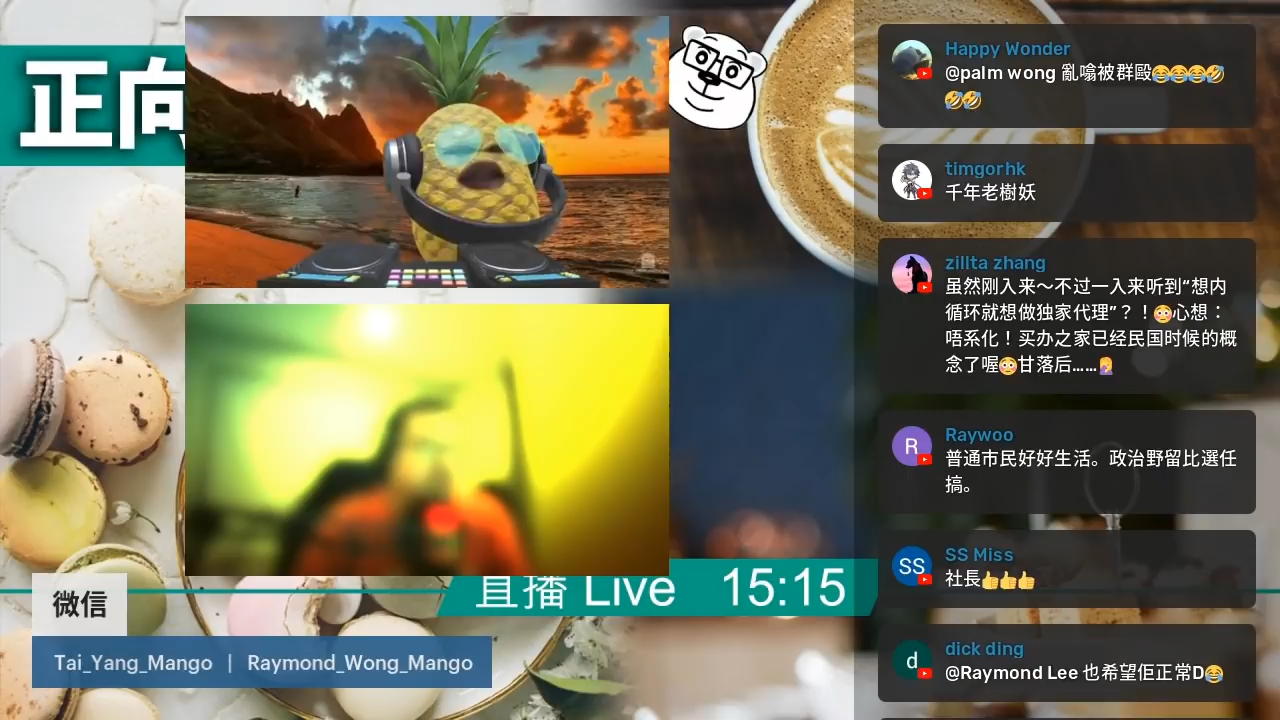 正向
直播 Live 15:15
微信
Tai_Yang_Mango | Raymond_Wong_Mango
Happy Wonder
@palm wong 亂噏被群毆😂😂😂🤣
🤣🤣
timgorhk
千年老樹妖
zillta zhang
虽然刚入来～不过一入来听到“想内
循环就想做独家代理”？！😳心想：
唔系化！买办之家已经民国时候的概
念了喔😳甘落后……🤦‍♀️
R
Raywoo
普通市民好好生活。政治野留比選任
搞。
SS
SS Miss
社長👍👍👍
d
dick ding
@Raymond Lee 也希望佢正常D😂